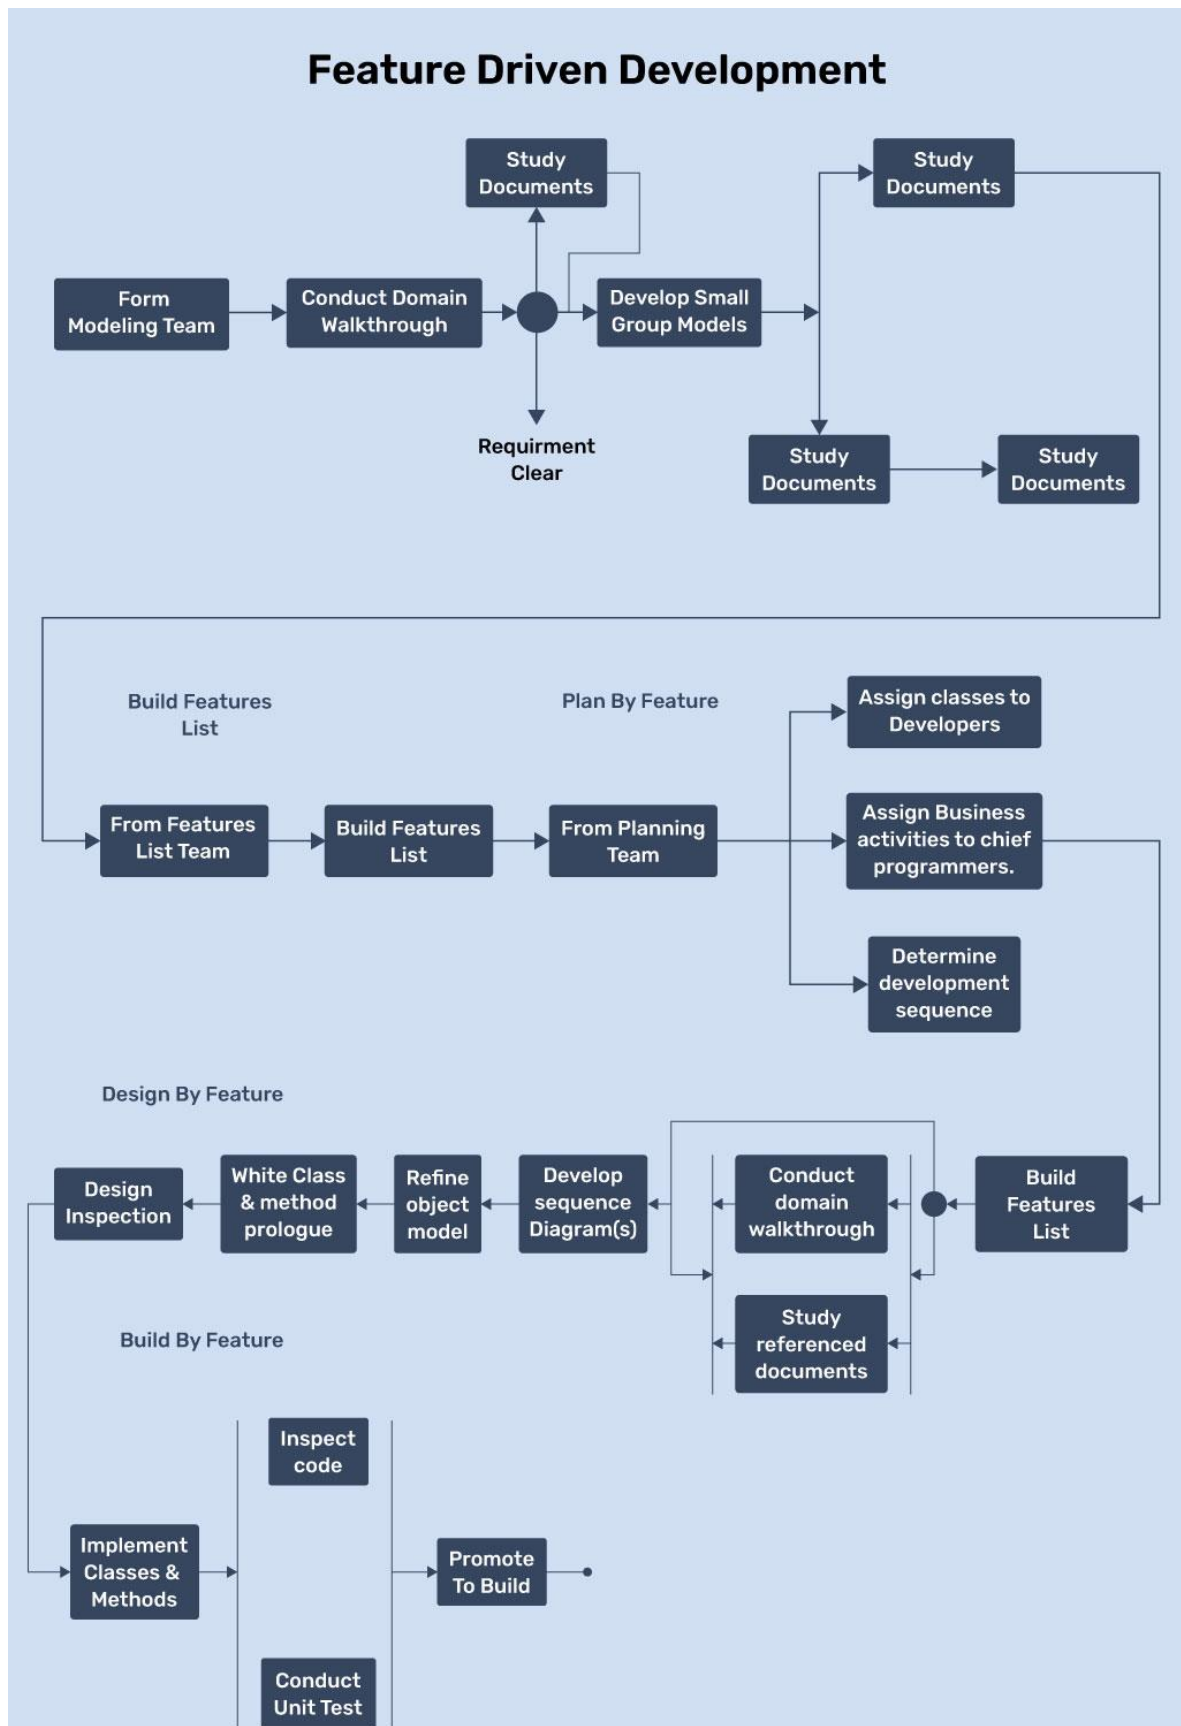 Feature Driven Development
Study
Documents
Study
Documents
Form
Modeling Team
Conduct Domain
Walkthrough
Develop Small
Group Models
Requirment
Clear
Study
Documents
Study
Documents
Build Features
List
Plan By Feature
Assign classes to
Developers
From Features
List Team
Build Features
List
From Planning
Team
Assign Business
activities to chief
programmers.
Determine
development
sequence
Design By Feature
Design
Inspection
White Class
& method
prologue
Refine
object
model
Develop
sequence
Diagram(s)
Conduct
domain
walkthrough
Build
Features
List
Study
referenced
documents
Build By Feature
Inspect
code
Implement
Classes &
Methods
Promote
To Build
Conduct
Unit Test